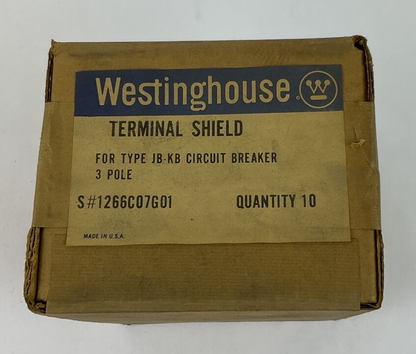 Westinghouse
TERMINAL SHIELD
FOR TYPE JB-KB CIRCUIT BREAKER
3 POLE
S#1266C07G01 QUANTITY 10
MADE IN U.S.A.